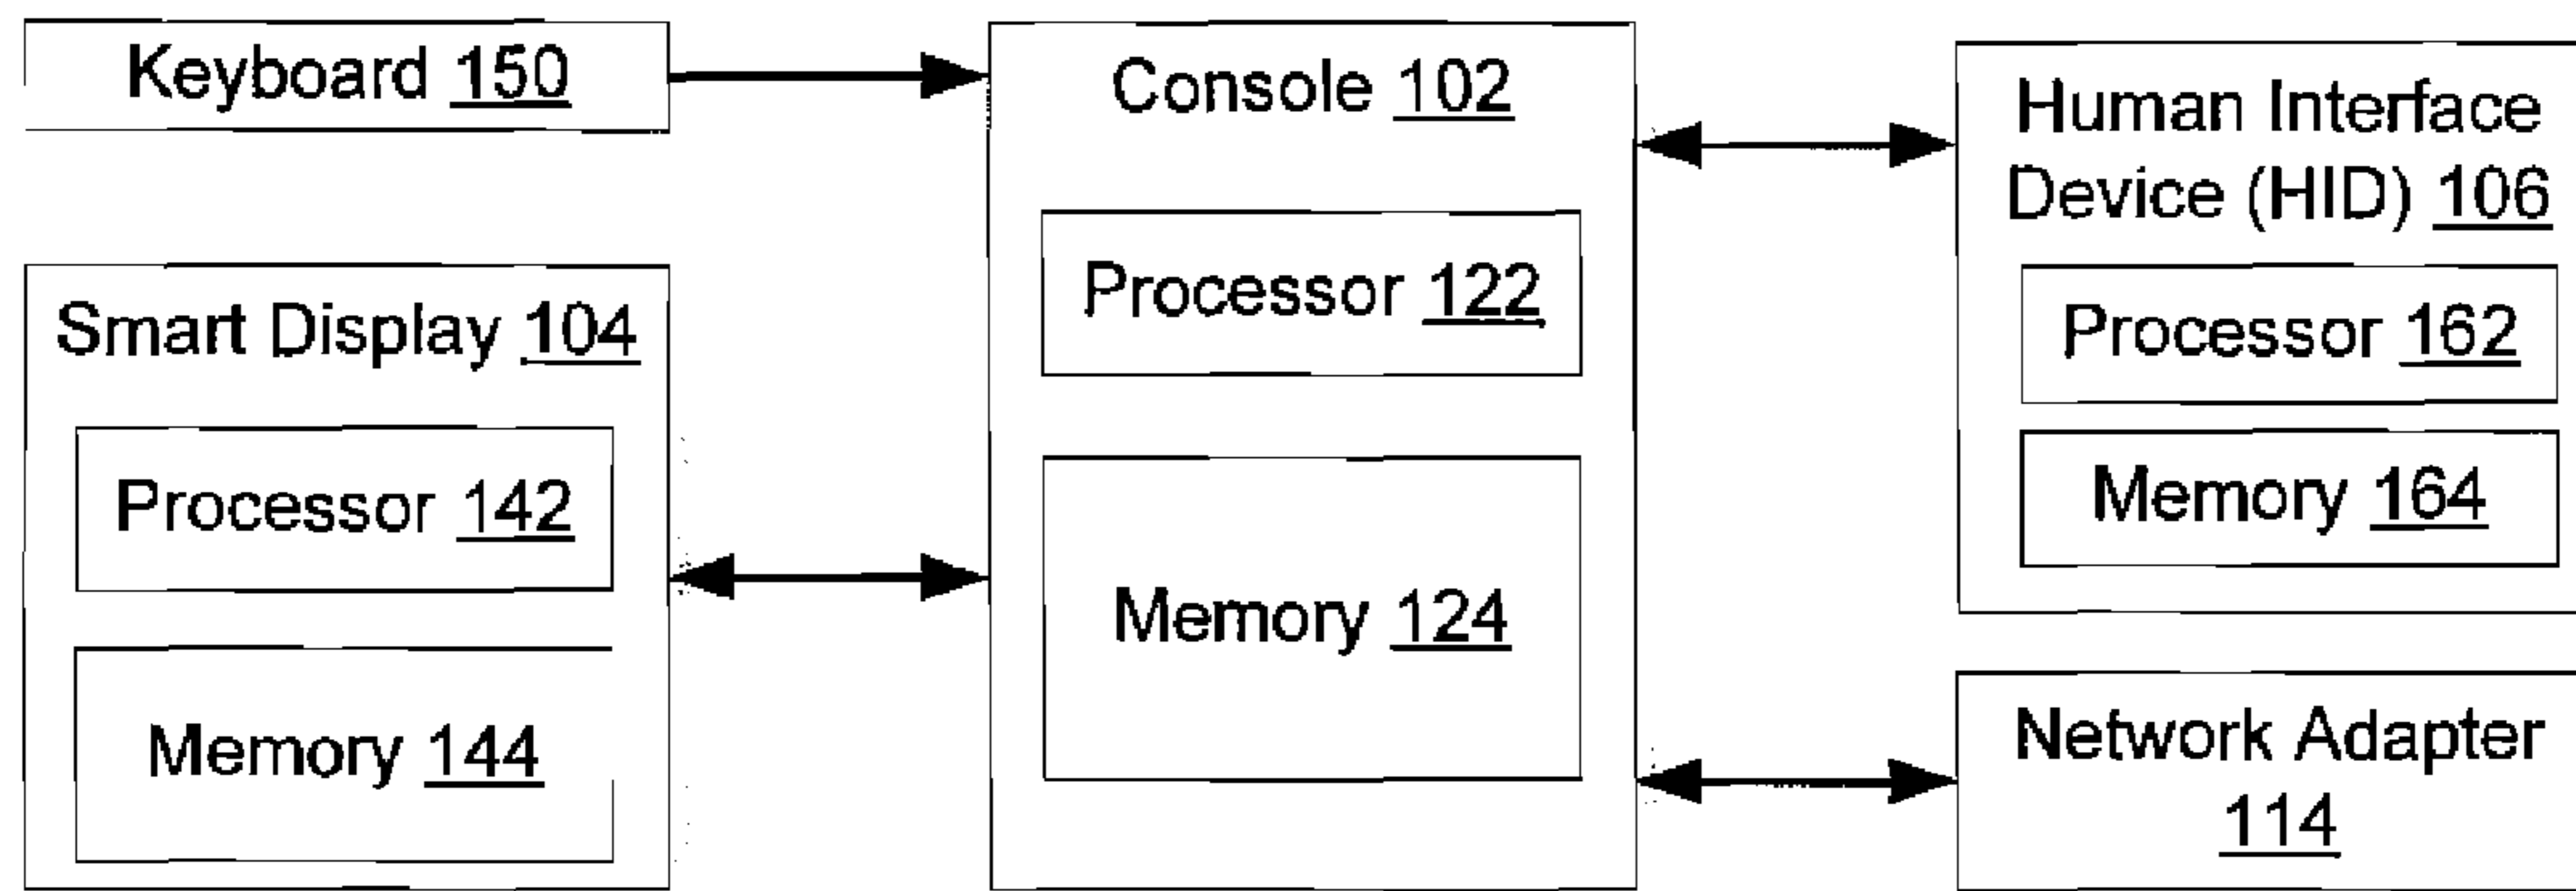 Keyboard 150
Smart Display 104
Processor 142
Memory 144
Console 102
Processor 122
Memory 124
Human Interface
Device (HID) 106
Processor 162
Memory 164
Network Adapter
114